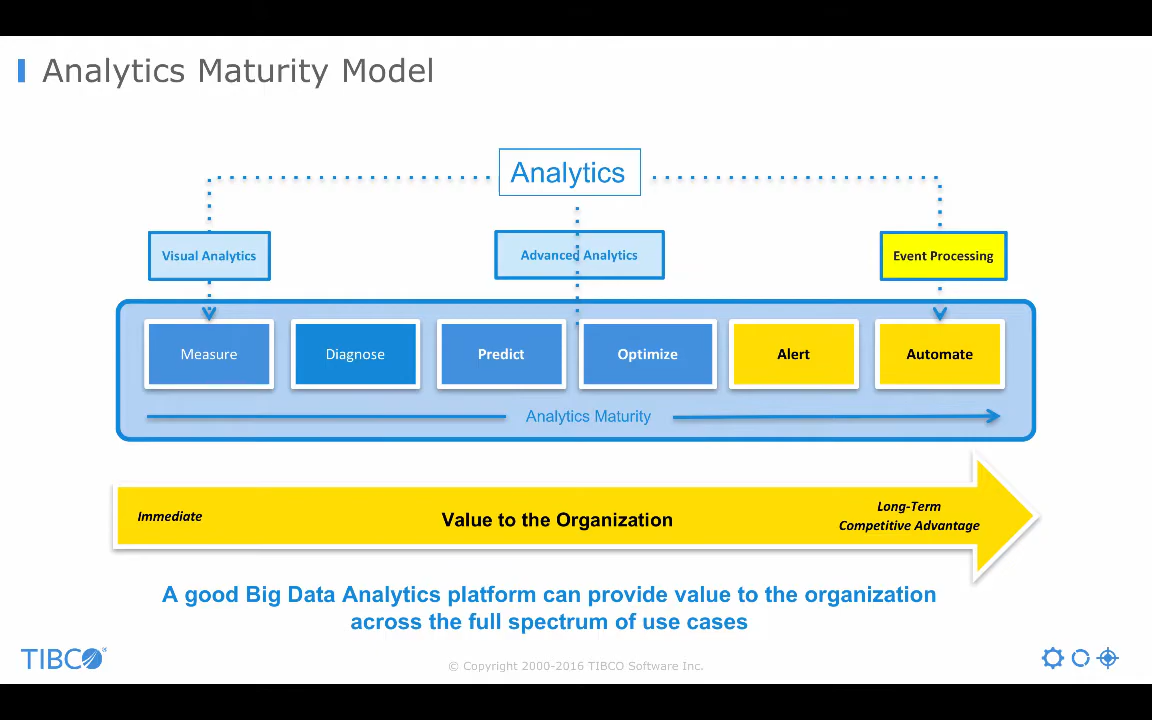 Analytics Maturity Model
Analytics
Visual Analytics
Advanced Analytics
Event Processing
Measure
Diagnose
Predict
Optimize
Alert
Automate
Analytics Maturity
Immediate
Value to the Organization
Long-Term
Competitive Advantage
A good Big Data Analytics platform can provide value to the organization
across the full spectrum of use cases
TIBCO®
© Copyright 2000-2016 TIBCO Software Inc.